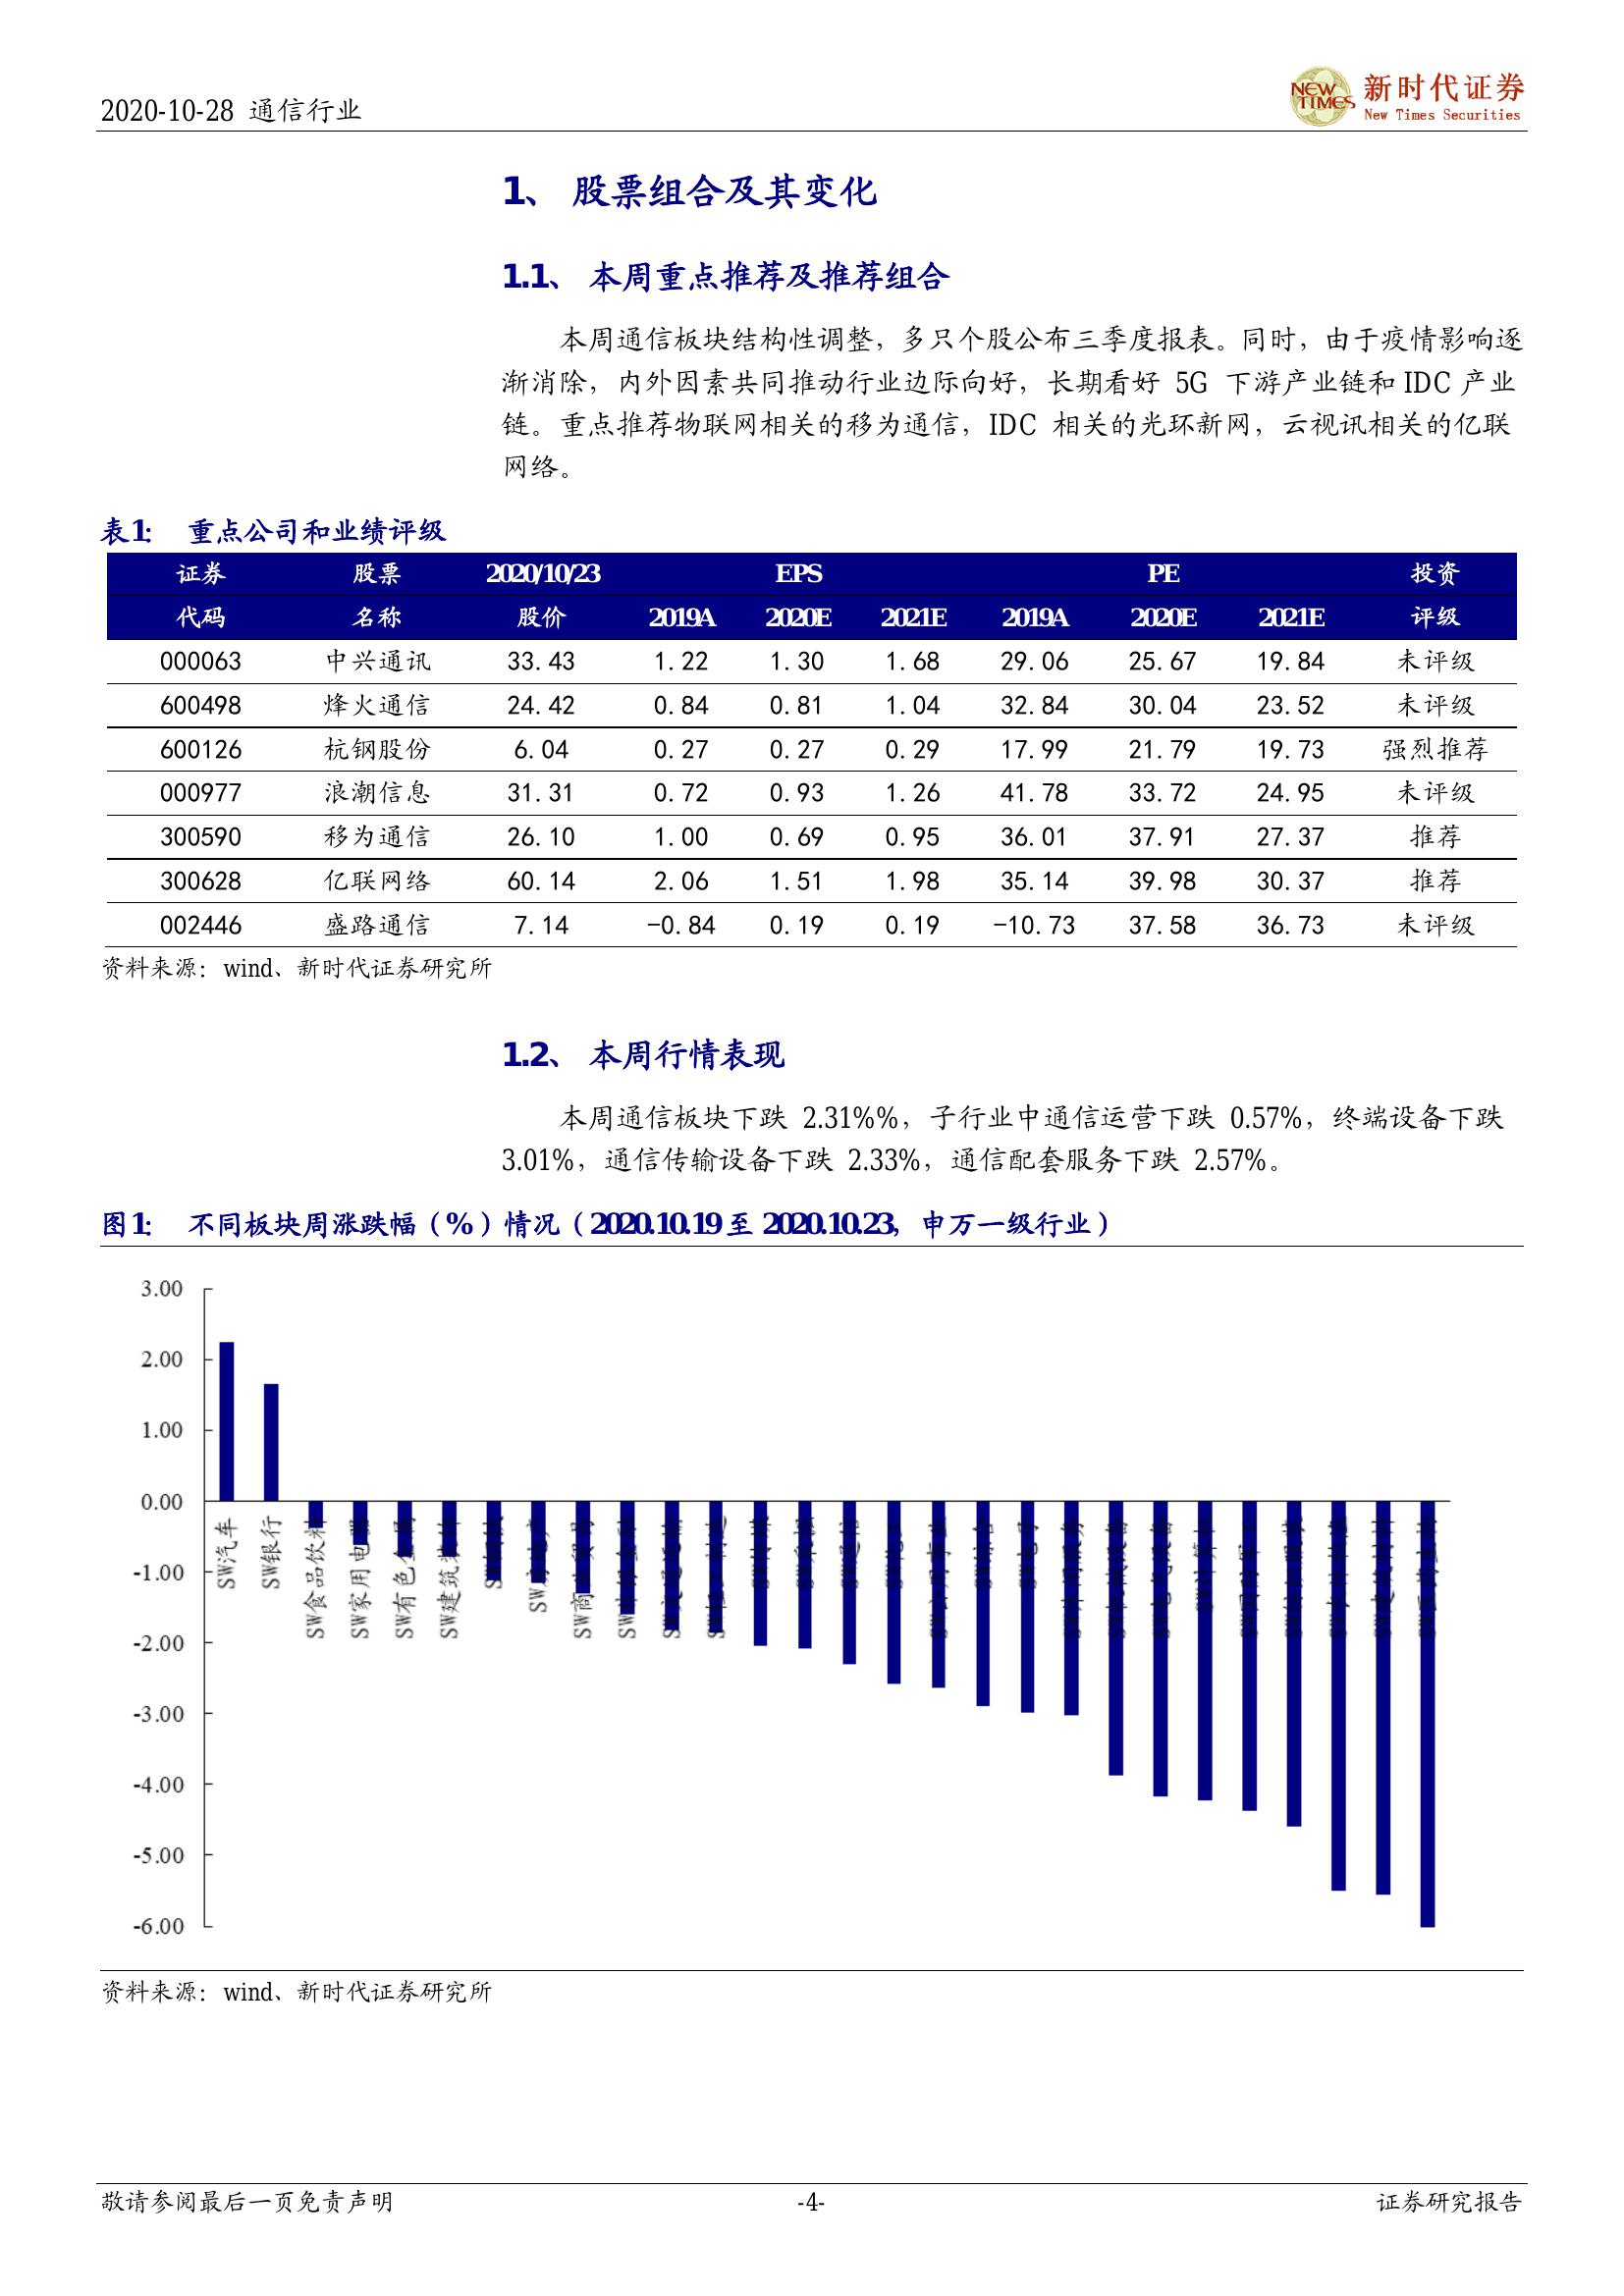 2020-10-28 通信行业
NEW TIMES 新时代证券
New Times Securities
1、 股票组合及其变化
1.1、 本周重点推荐及推荐组合
本周通信板块结构性调整，多只个股公布三季度报表。同时，由于疫情影响逐
渐消除，内外因素共同推动行业边际向好，长期看好 5G 下游产业链和 IDC 产业
链。重点推荐物联网相关的移为通信，IDC 相关的光环新网，云视讯相关的亿联
网络。
表1： 重点公司和业绩评级
证券 股票 2020/10/23 EPS PE 投资
代码 名称 股价 2019A 2020E 2021E 2019A 2020E 2021E 评级
000063 中兴通讯 33.43 1.22 1.30 1.68 29.06 25.67 19.84 未评级
600498 烽火通信 24.42 0.84 0.81 1.04 32.84 30.04 23.52 未评级
600126 杭钢股份 6.04 0.27 0.27 0.29 17.99 21.79 19.73 强烈推荐
000977 浪潮信息 31.31 0.72 0.93 1.26 41.78 33.72 24.95 未评级
300590 移为通信 26.10 1.00 0.69 0.95 36.01 37.91 27.37 推荐
300628 亿联网络 60.14 2.06 1.51 1.98 35.14 39.98 30.37 推荐
002446 盛路通信 7.14 -0.84 0.19 0.19 -10.73 37.58 36.73 未评级
资料来源：wind、新时代证券研究所
1.2、 本周行情表现
本周通信板块下跌 2.31%%，子行业中通信运营下跌 0.57%，终端设备下跌
3.01%，通信传输设备下跌 2.33%，通信配套服务下跌 2.57%。
图1： 不同板块周涨跌幅（%）情况（2020.10.19 至 2020.10.23，申万一级行业）
3.00
2.00
1.00
0.00
-1.00
-2.00
-3.00
-4.00
-5.00
-6.00
SW汽车
SW银行
SW食品饮料
SW家用电器
资料来源：wind、新时代证券研究所
敬请参阅最后一页免责声明 -4- 证券研究报告